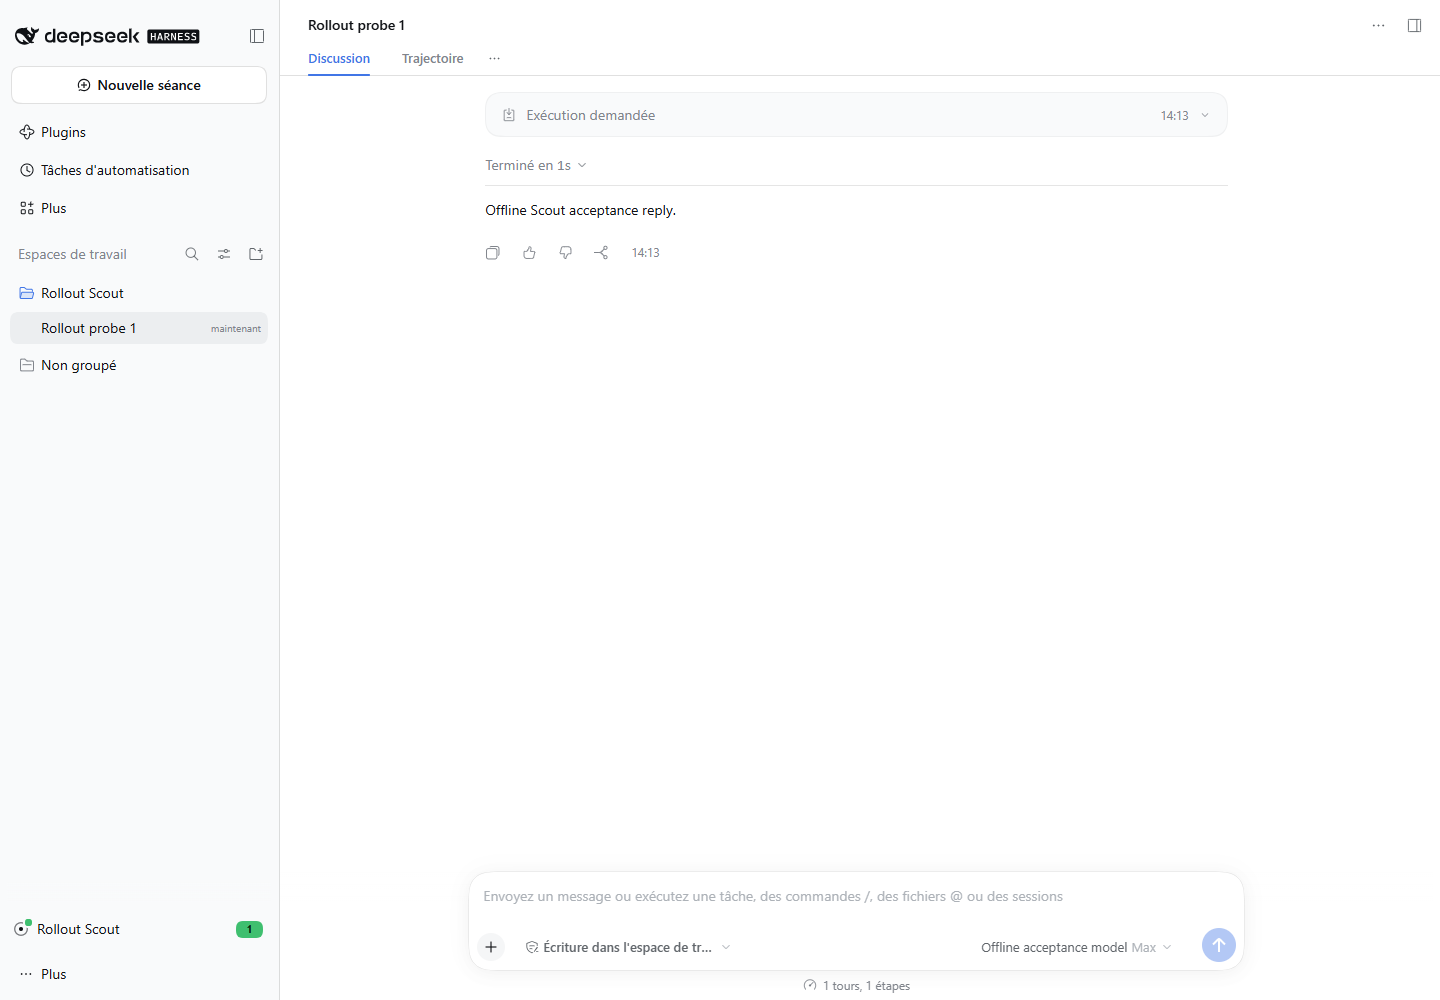 deepseek HARNESS
Nouvelle séance
Plugins
Tâches d'automatisation
Plus
Espaces de travail
Rollout Scout
Rollout probe 1 maintenant
Non groupé
Rollout Scout 1
Plus
Rollout probe 1
Discussion Trajectoire
Exécution demandée 14:13
Terminé en 1s
Offline Scout acceptance reply.
14:13
Envoyez un message ou exécutez une tâche, des commandes /, des fichiers @ ou des sessions
Écriture dans l'espace de tr... Offline acceptance model Max
1 tours, 1 étapes